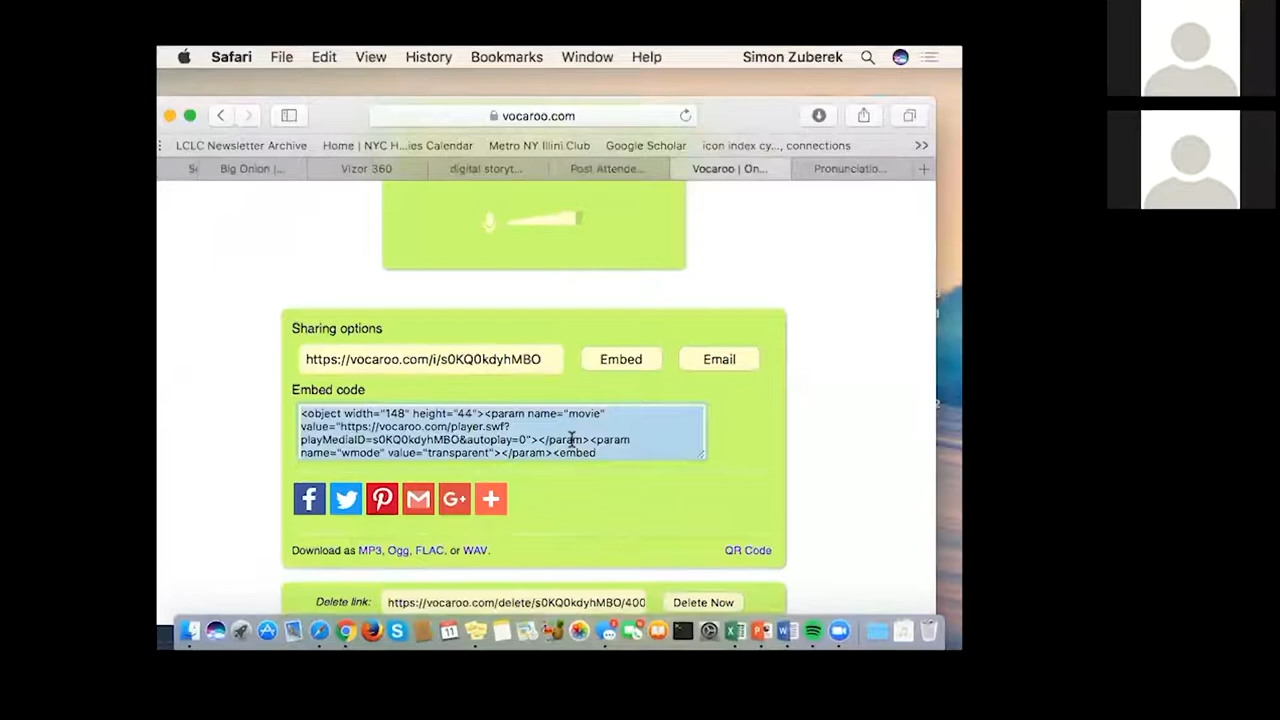 Safari File Edit View History Bookmarks Window Help Simon Zuberek
vocaroo.com
LCLC Newsletter Archive Home | NYC H...ies Calendar Metro NY Illini Club Google Scholar icon index cy..., connections >>
Big Onion |... Vizor 360 digital storyt... Post Attende... Vocaroo | On... Pronunciatio... +
Sharing options
https://vocaroo.com/i/s0KQ0kdyhMBO Embed Email
Embed code
<object width="148" height="44"><param name="movie"
value="https://vocaroo.com/player.swf?
playMediaID=s0KQ0kdyhMBO&autoplay=0"></param><param
name="wmode" value="transparent"></param><embed
f G+
Download as MP3, Ogg, FLAC, or WAV. QR Code
Delete link: https://vocaroo.com/delete/s0KQ0kdyhMBO/400 Delete Now